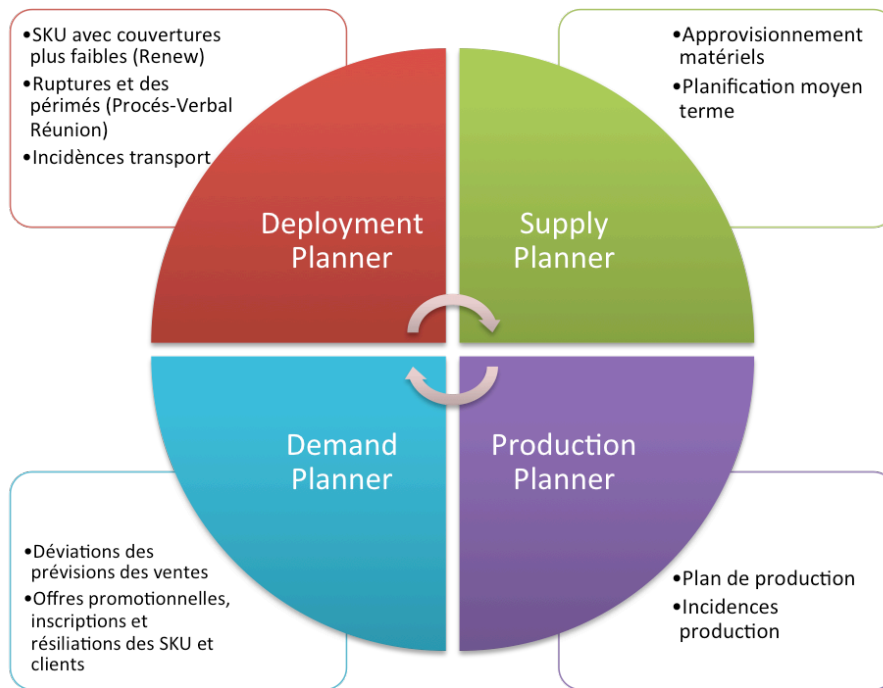 •SKU avec couvertures
plus faibles (Renew)
•Ruptures et des
périmés (Procés-Verbal
Réunion)
•Incidènces transport
•Approvisionnement
matériels
•Planification moyen
terme
Deployment
Planner
Supply
Planner
Demand
Planner
Production
Planner
•Déviations des
prévisions des ventes
•Offres promotionnelles,
inscriptions et
résiliations des SKU et
clients
•Plan de production
•Incidences
production